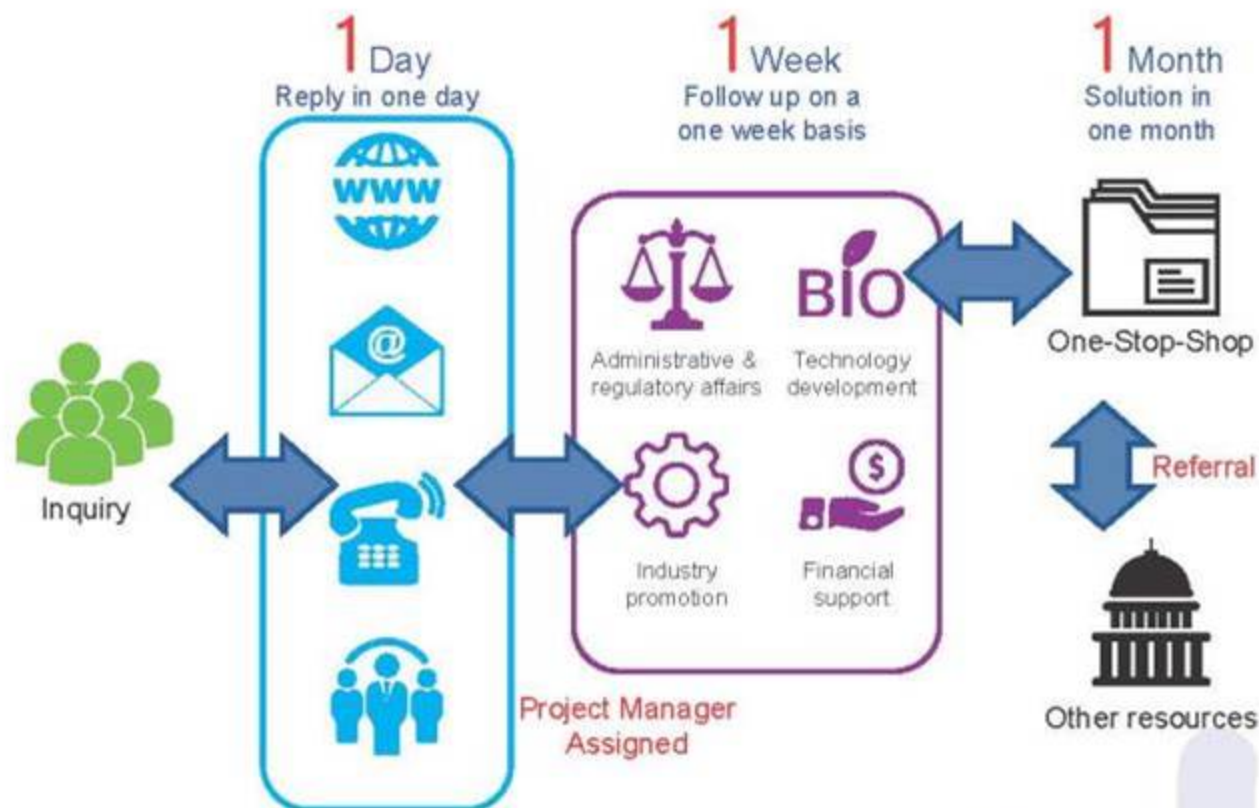 1 Day
Reply in one day
1 Week
Follow up on a
one week basis
1 Month
Solution in
one month
www
@
Inquiry
Administrative &
regulatory affairs
BIO
Technology
development
Industry
promotion
$
Financial
support
Project Manager
Assigned
One-Stop-Shop
Referral
Other resources